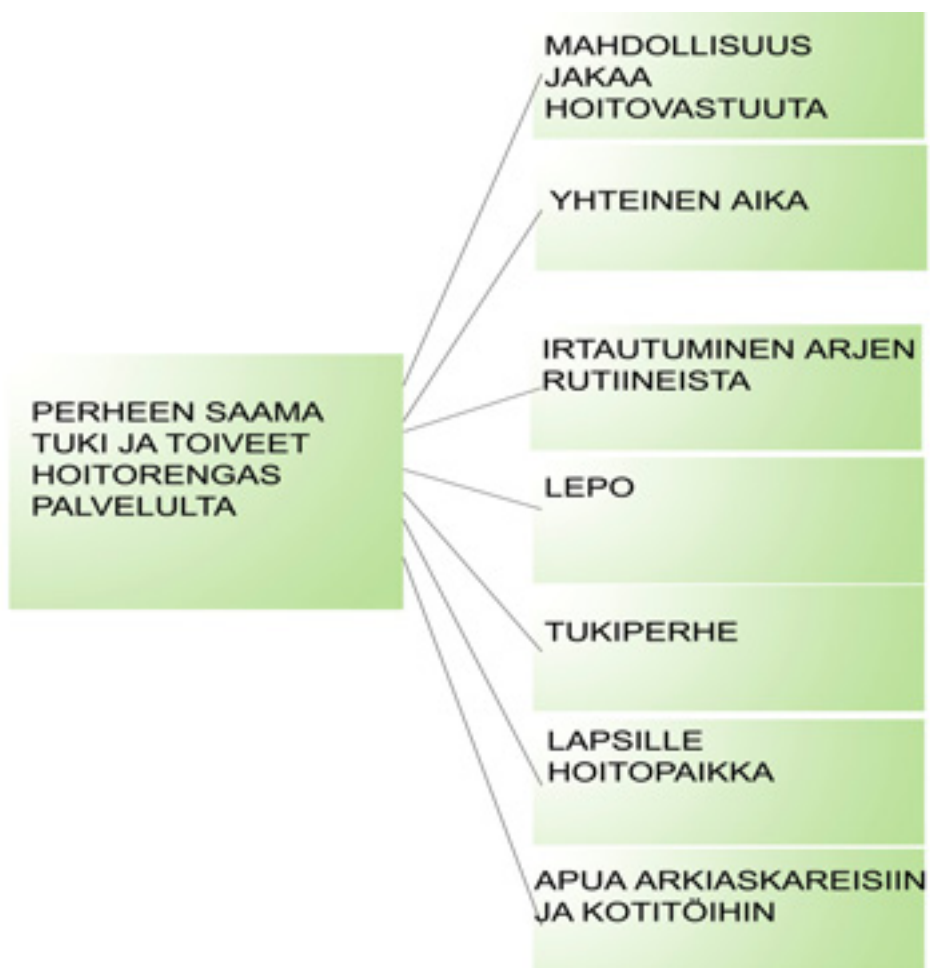 MAHDOLLISUUS
JAKAA
HOITOVASTUUTA
YHTEINEN AIKA
IRTAUTUMINEN ARJEN
RUTIINEISTA
PERHEEN SAAMA
TUKI JA TOIVEET
HOITORENGAS
PALVELULTA
LEPO
TUKIPERHE
LAPSILLE
HOITOPAIKKA
APUA ARKIASKAREISIIN
JA KOTITÖIHIN